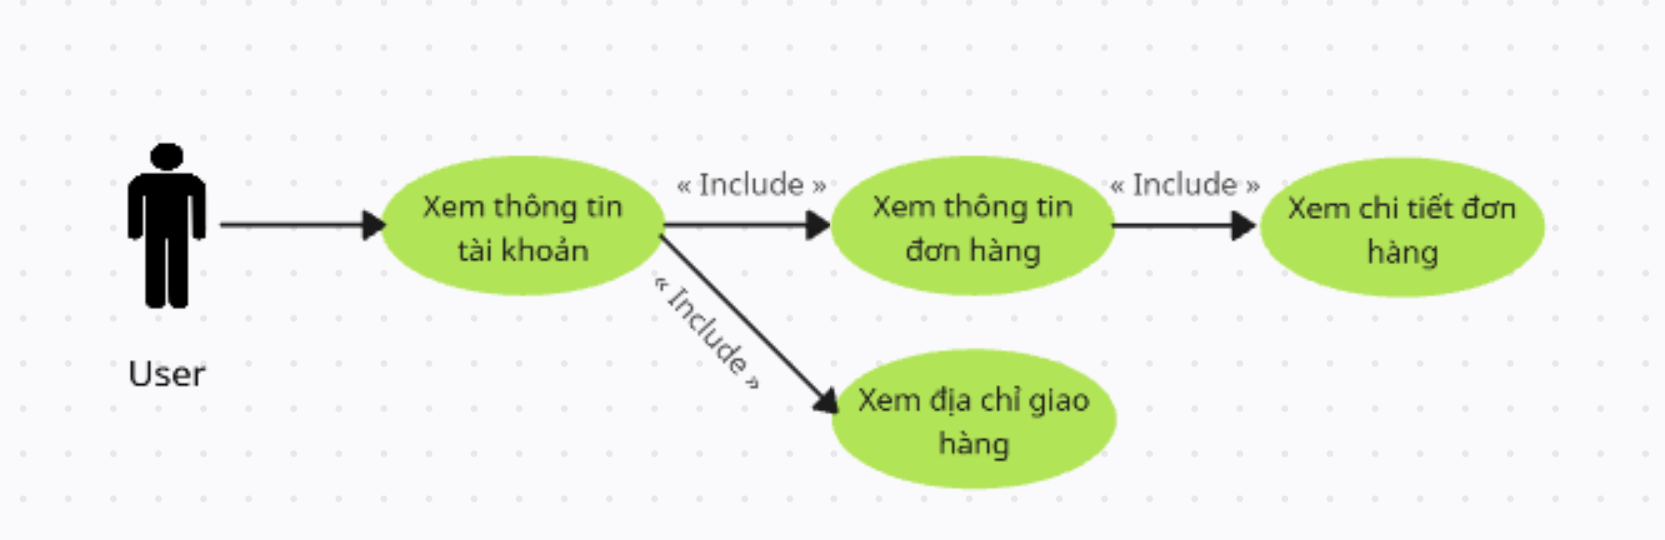 « Include »
« Include »
Xem thông tin
tài khoản
Xem thông tin
đơn hàng
Xem chi tiết đơn
hàng
« Include »
User
Xem địa chỉ giao
hàng